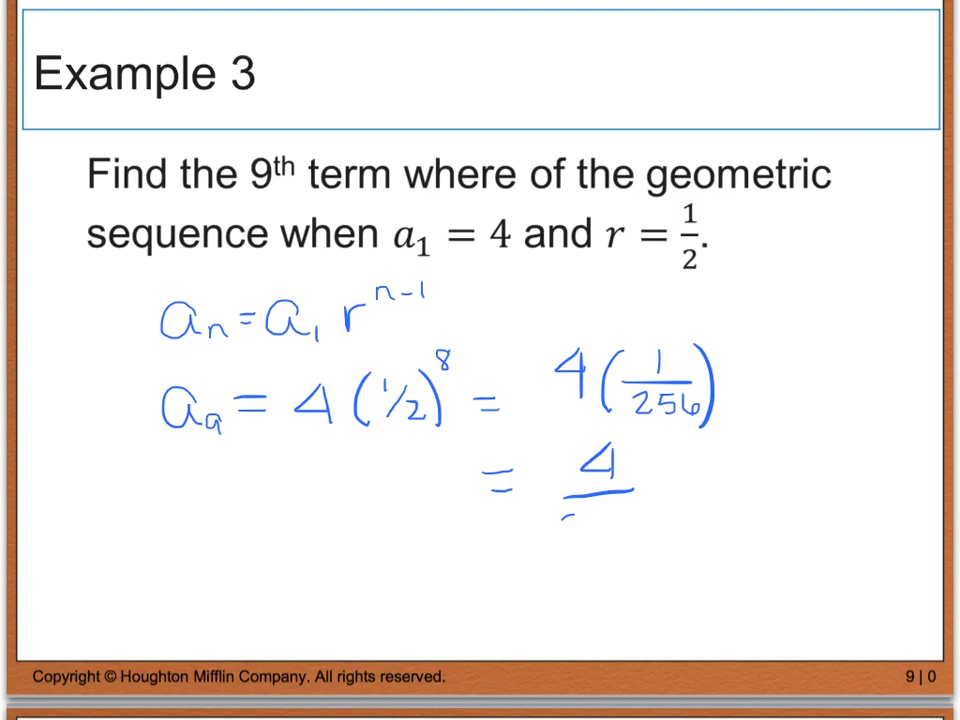 Example 3
Find the 9th term where of the geometric
sequence when a₁ = 4 and r = 1/2.
aₙ = a₁ rⁿ⁻¹
a₉ = 4 (1/2)⁸ = 4 (1/256)
= 4
Copyright © Houghton Mifflin Company. All rights reserved. 9 | 0